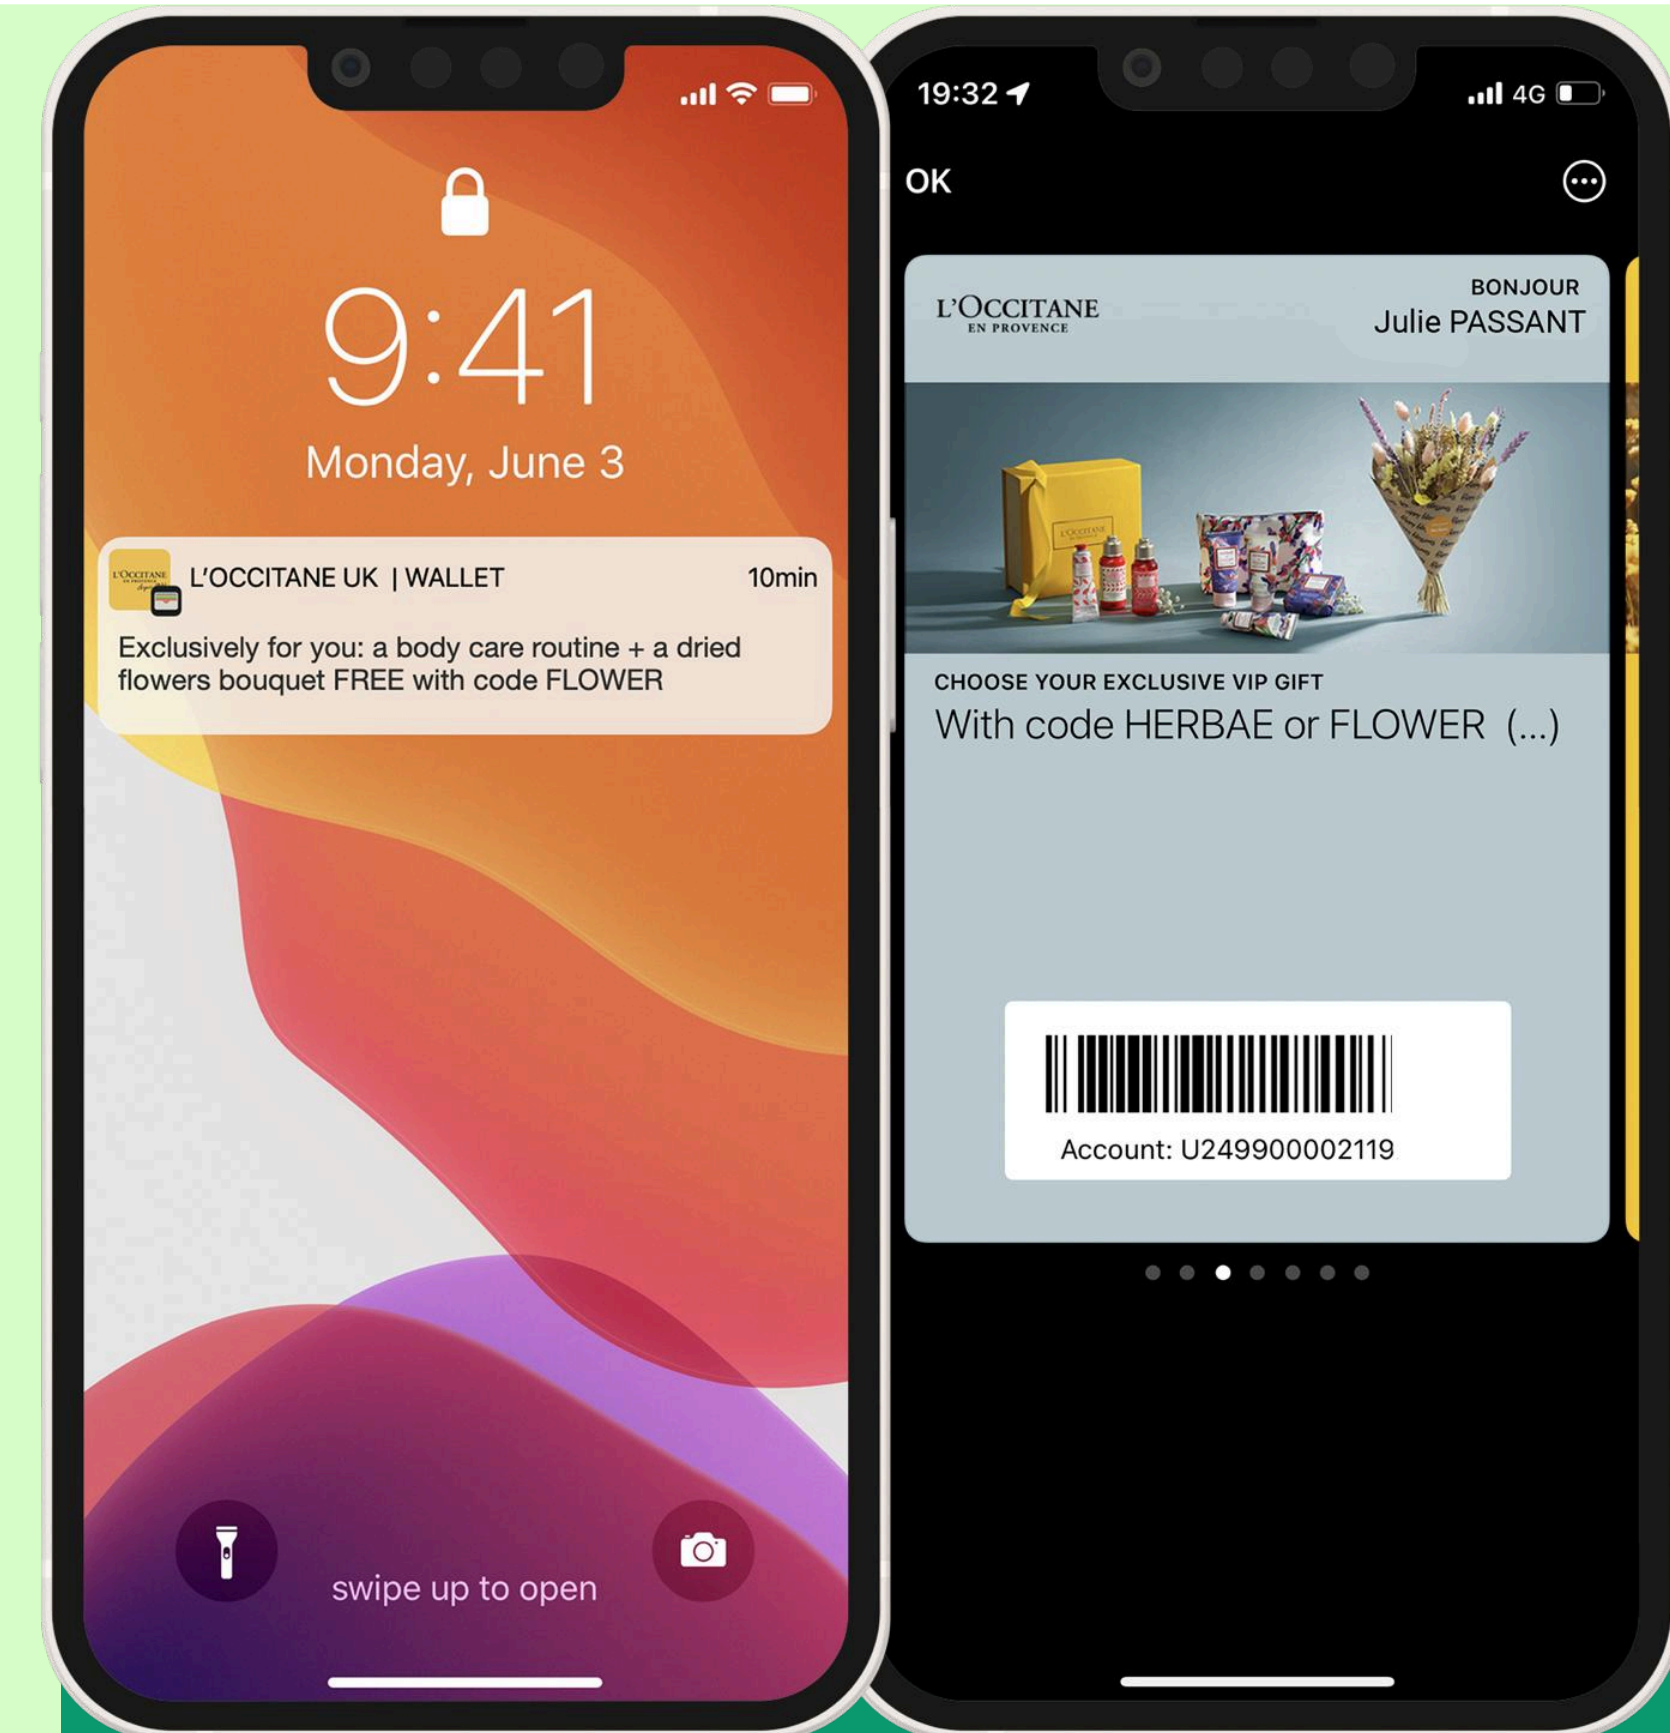 9:41
Monday, June 3
L'OCCITANE
L'OCCITANE UK | WALLET
10min
Exclusively for you: a body care routine + a dried
flowers bouquet FREE with code FLOWER
swipe up to open
19:32
4G
OK
L'OCCITANE
EN PROVENCE
BONJOUR
Julie PASSANT
L'OCCITANE
CHOOSE YOUR EXCLUSIVE VIP GIFT
With code HERBAE or FLOWER (...)
Account: U249900002119